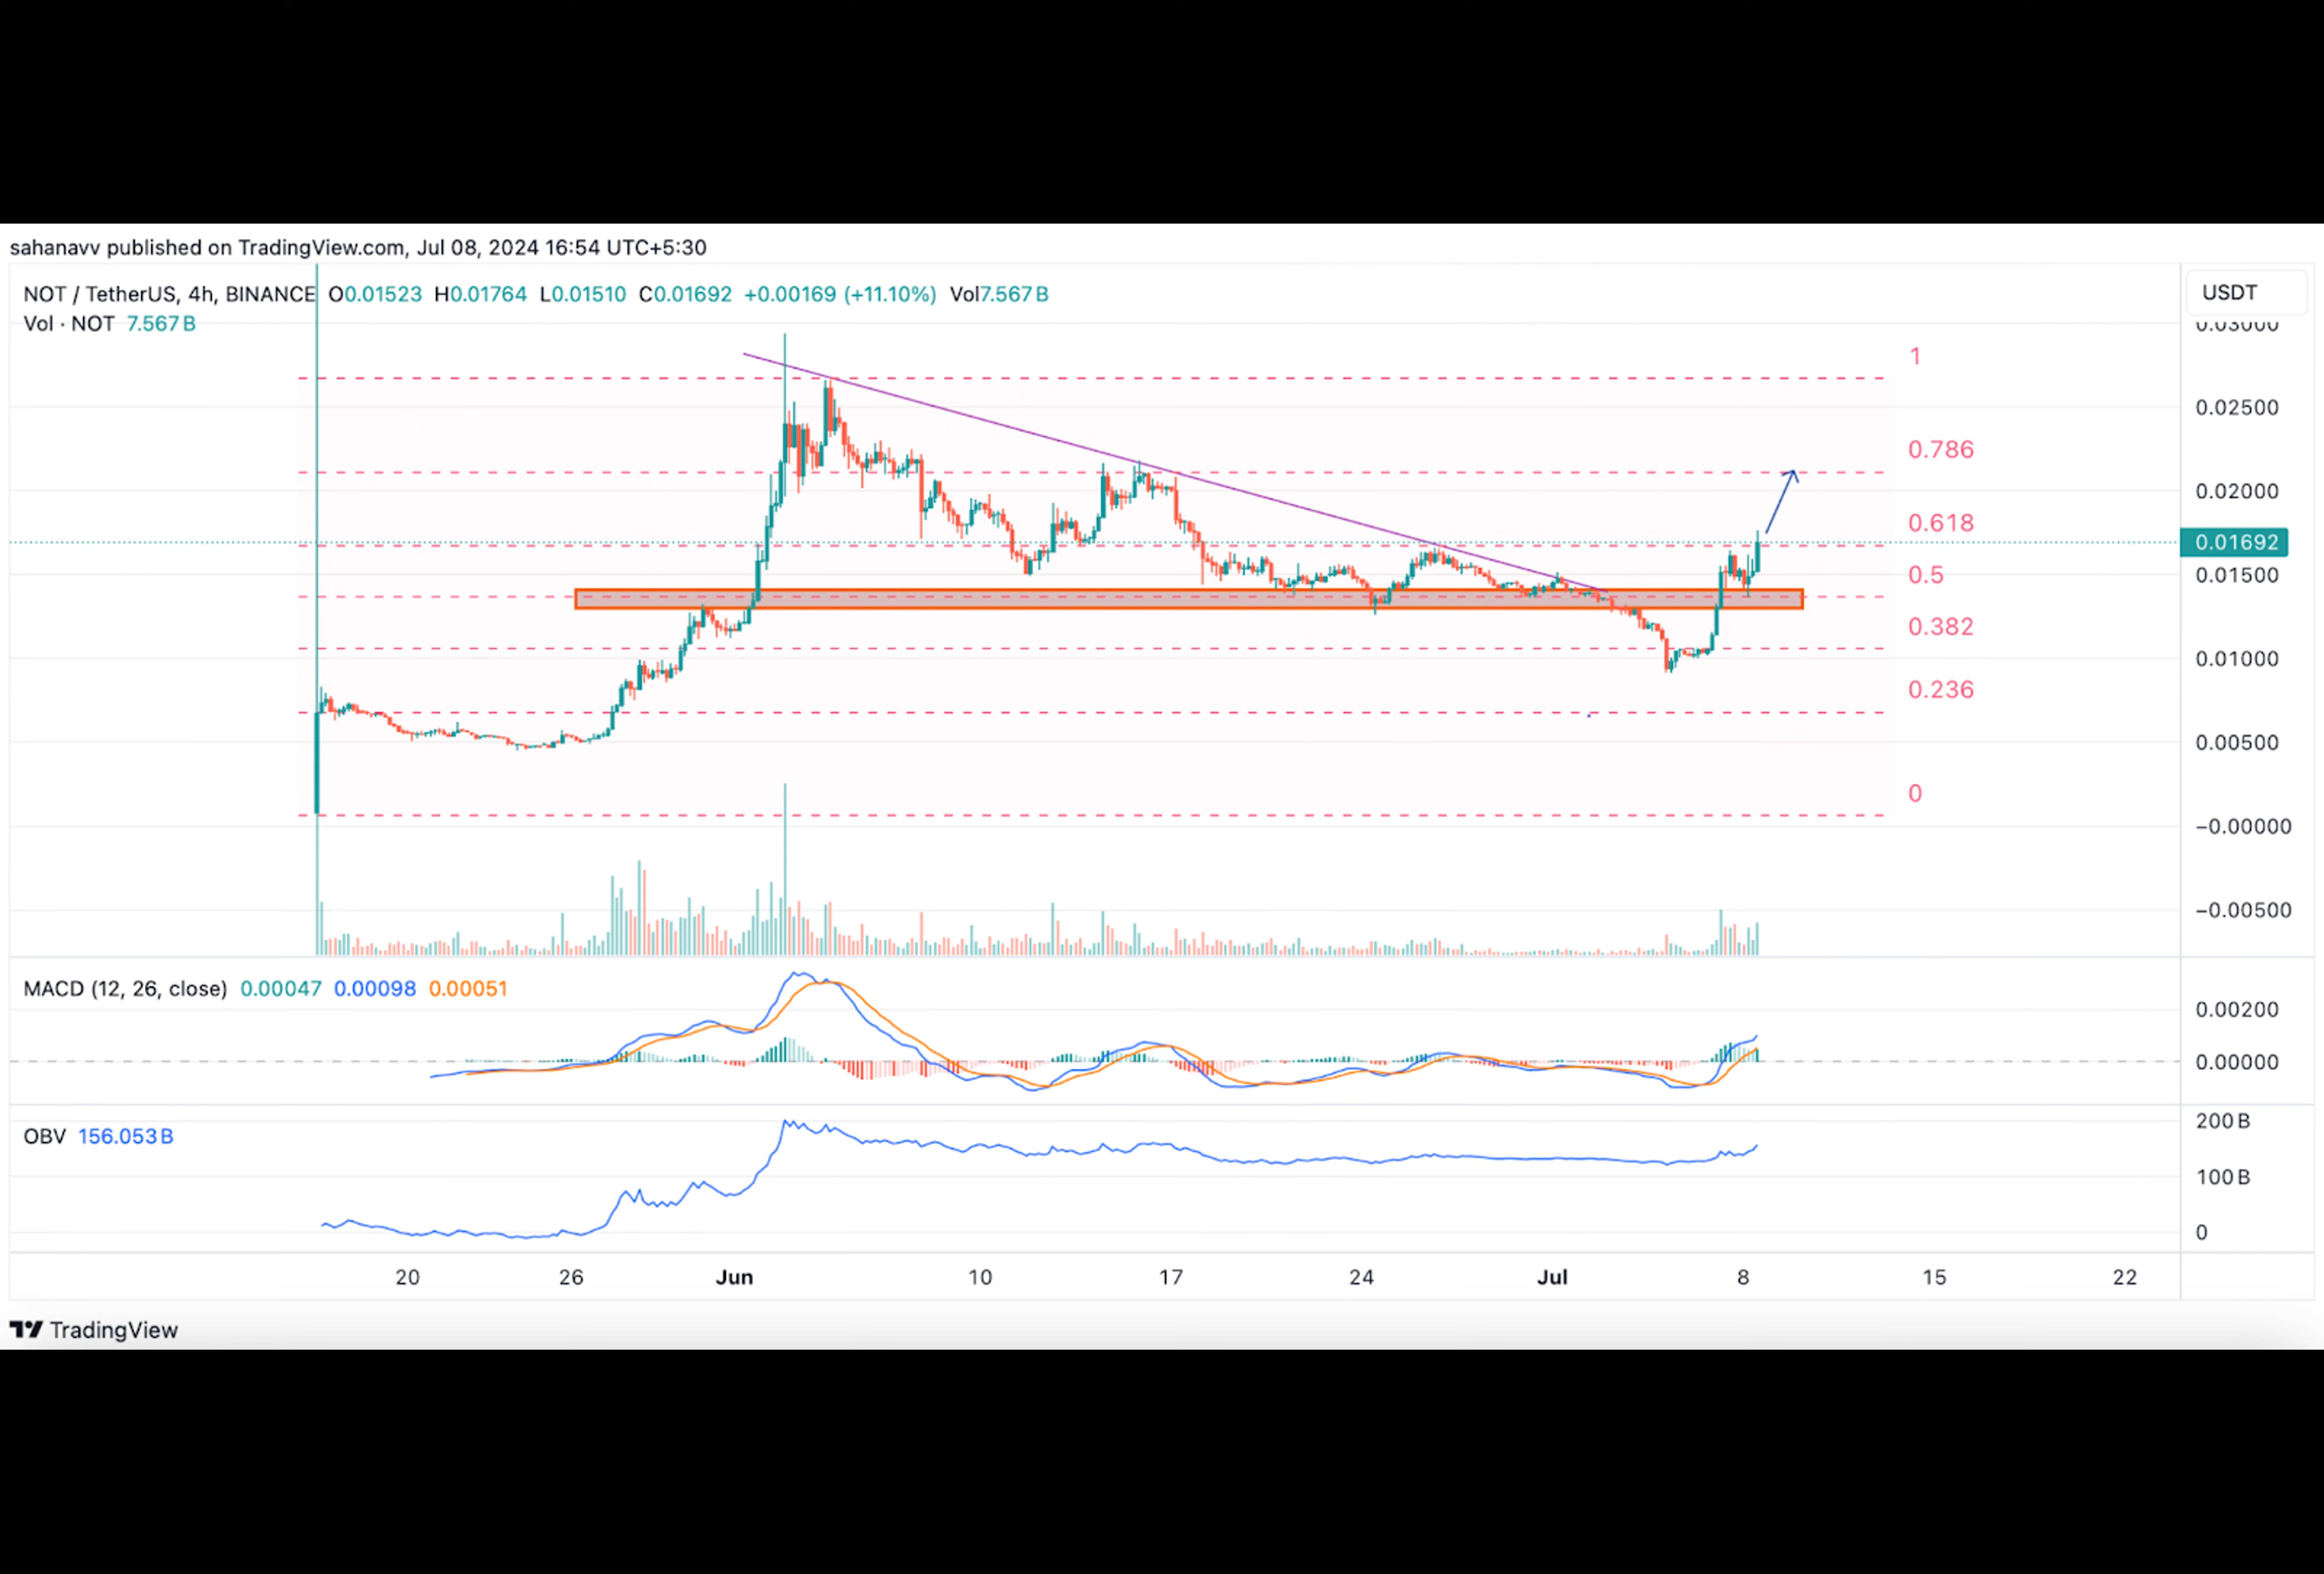 sahanavv published on TradingView.com, Jul 08, 2024 16:54 UTC+5:30
NOT / TetherUS, 4h, BINANCE O0.01523 H0.01764 L0.01510 C0.01692 +0.00169 (+11.10%) Vol7.567 B
Vol · NOT 7.567 B
USDT
0.03000
1
0.02500
0.786
0.02000
0.618
0.01692
0.5
0.01500
0.382
0.01000
0.236
0.00500
0
−0.00000
−0.00500
MACD (12, 26, close) 0.00047 0.00098 0.00051
0.00200
0.00000
OBV 156.053 B
200 B
100 B
0
20 26 Jun 10 17 24 Jul 8 15 22
TradingView